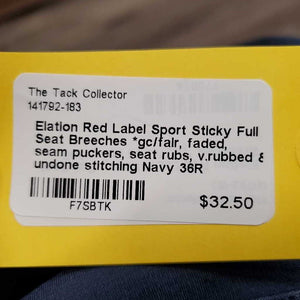 The Tack Collector
141792-183
Elation Red Label Sport Sticky Full
Seat Breeches *gc/fair, faded,
seam puckers, seat rubs, v.rubbed &
undone stitching Navy 36R
F7SBTK
$32.50